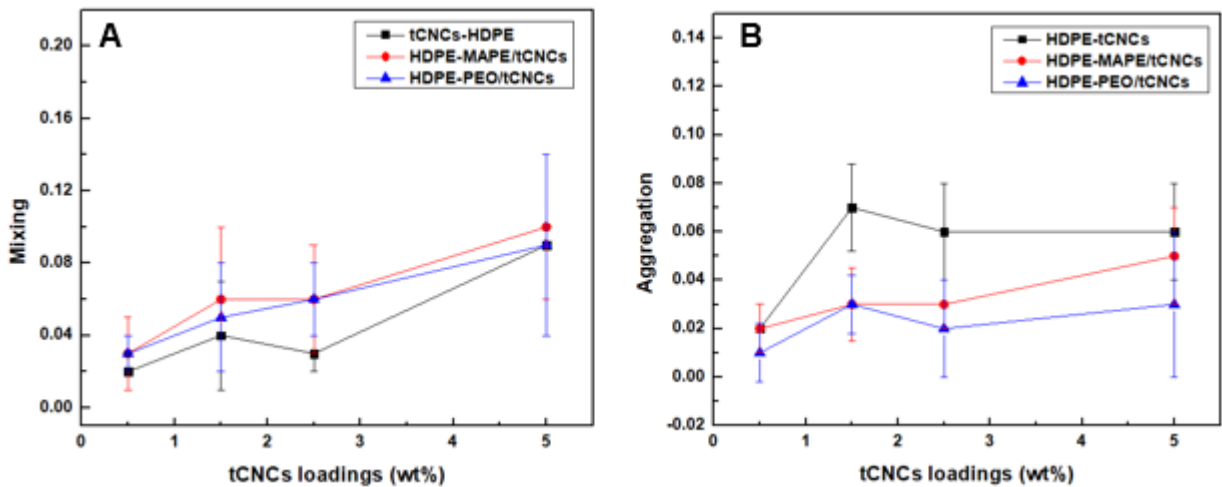 A
tCNCs-HDPE
HDPE-MAPE/tCNCs
HDPE-PEO/tCNCs
0.20
0.16
0.12
0.08
0.04
0.00
Mixing
0 1 2 3 4 5
tCNCs loadings (wt%)
B
HDPE-tCNCs
HDPE-MAPE/tCNCs
HDPE-PEO/tCNCs
0.14
0.12
0.10
0.08
0.06
0.04
0.02
0.00
-0.02
Aggregation
0 1 2 3 4 5
tCNCs loadings (wt%)